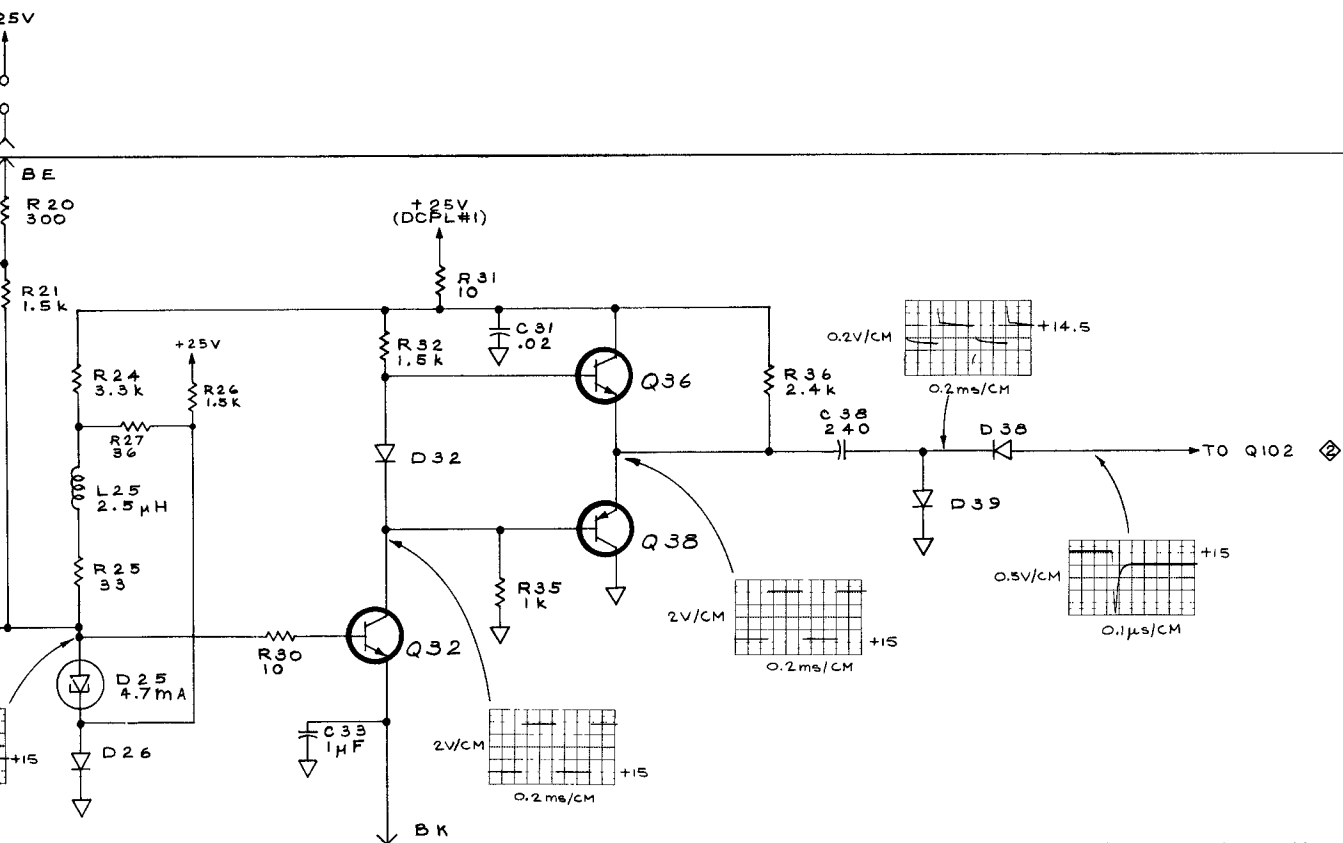 25V
BE
R20
300
R21
1.5k
+25V
(DCPL#1)
R31
10
C31
.02
R32
1.5k
+25V
R24
3.3k
R26
1.5K
R27
36
L25
2.5μH
R25
33
D32
Q36
R36
2.4k
C38
240
0.2V/CM
+14.5
0.2ms/CM
D38
TO Q102
2
D39
Q38
R35
1k
0.5V/CM
+15
0.1μs/CM
2V/CM
+15
0.2ms/CM
R30
10
Q32
D25
4.7mA
D26
+15
C33
1μF
2V/CM
+15
0.2ms/CM
BK